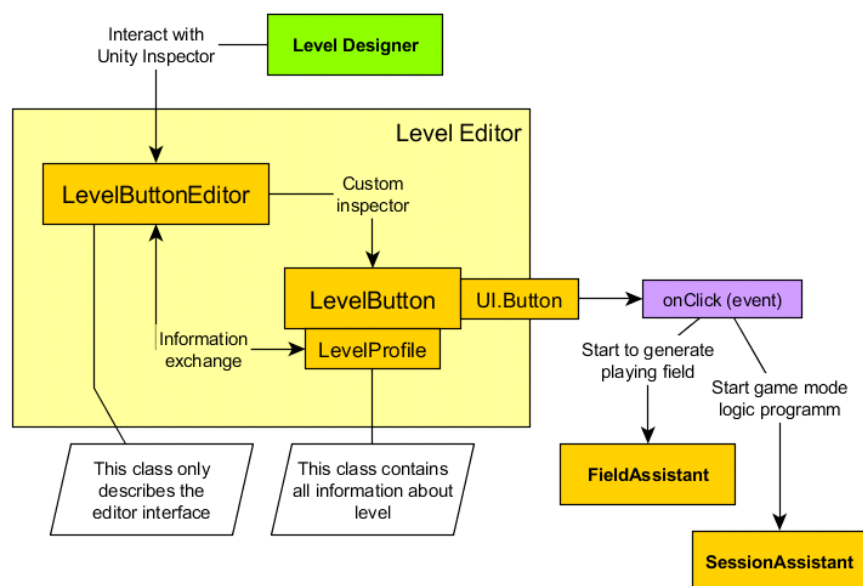 Interact with
Unity Inspector
Level Designer
Level Editor
LevelButtonEditor
Custom
inspector
LevelButton
UI.Button
onClick (event)
LevelProfile
Information
exchange
Start to generate
playing field
Start game mode
logic programm
This class only
describes the
editor interface
This class contains
all information about
level
FieldAssistant
SessionAssistant